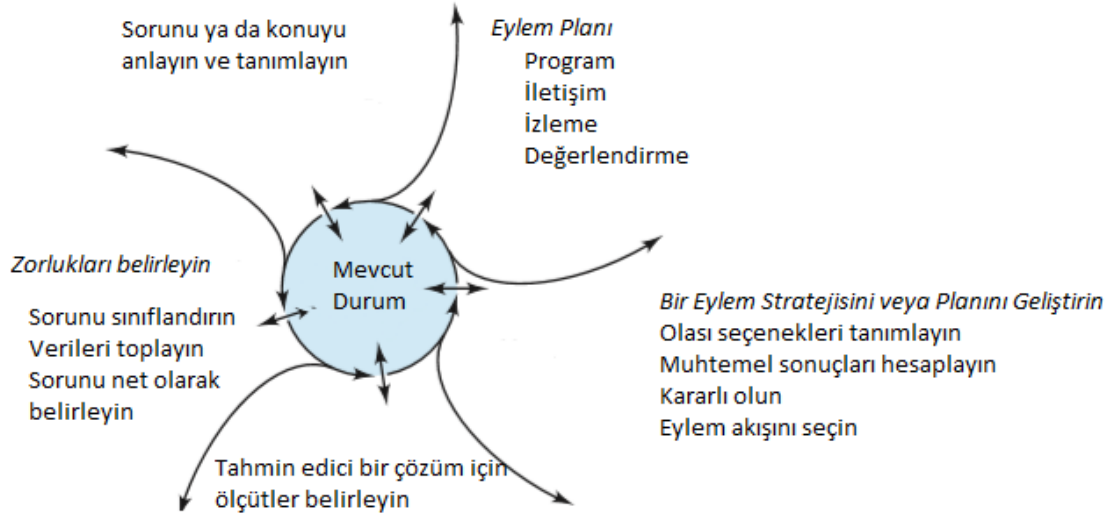 Sorunu ya da konuyu
anlayın ve tanımlayın
Eylem Planı
Program
İletişim
İzleme
Değerlendirme
Mevcut
Durum
Zorlukları belirleyin
Sorunu sınıflandırın
Verileri toplayın
Sorunu net olarak
belirleyin
Bir Eylem Stratejisini veya Planını Geliştirin
Olası seçenekleri tanımlayın
Muhtemel sonuçları hesaplayın
Kararlı olun
Eylem akışını seçin
Tahmin edici bir çözüm için
ölçütler belirleyin